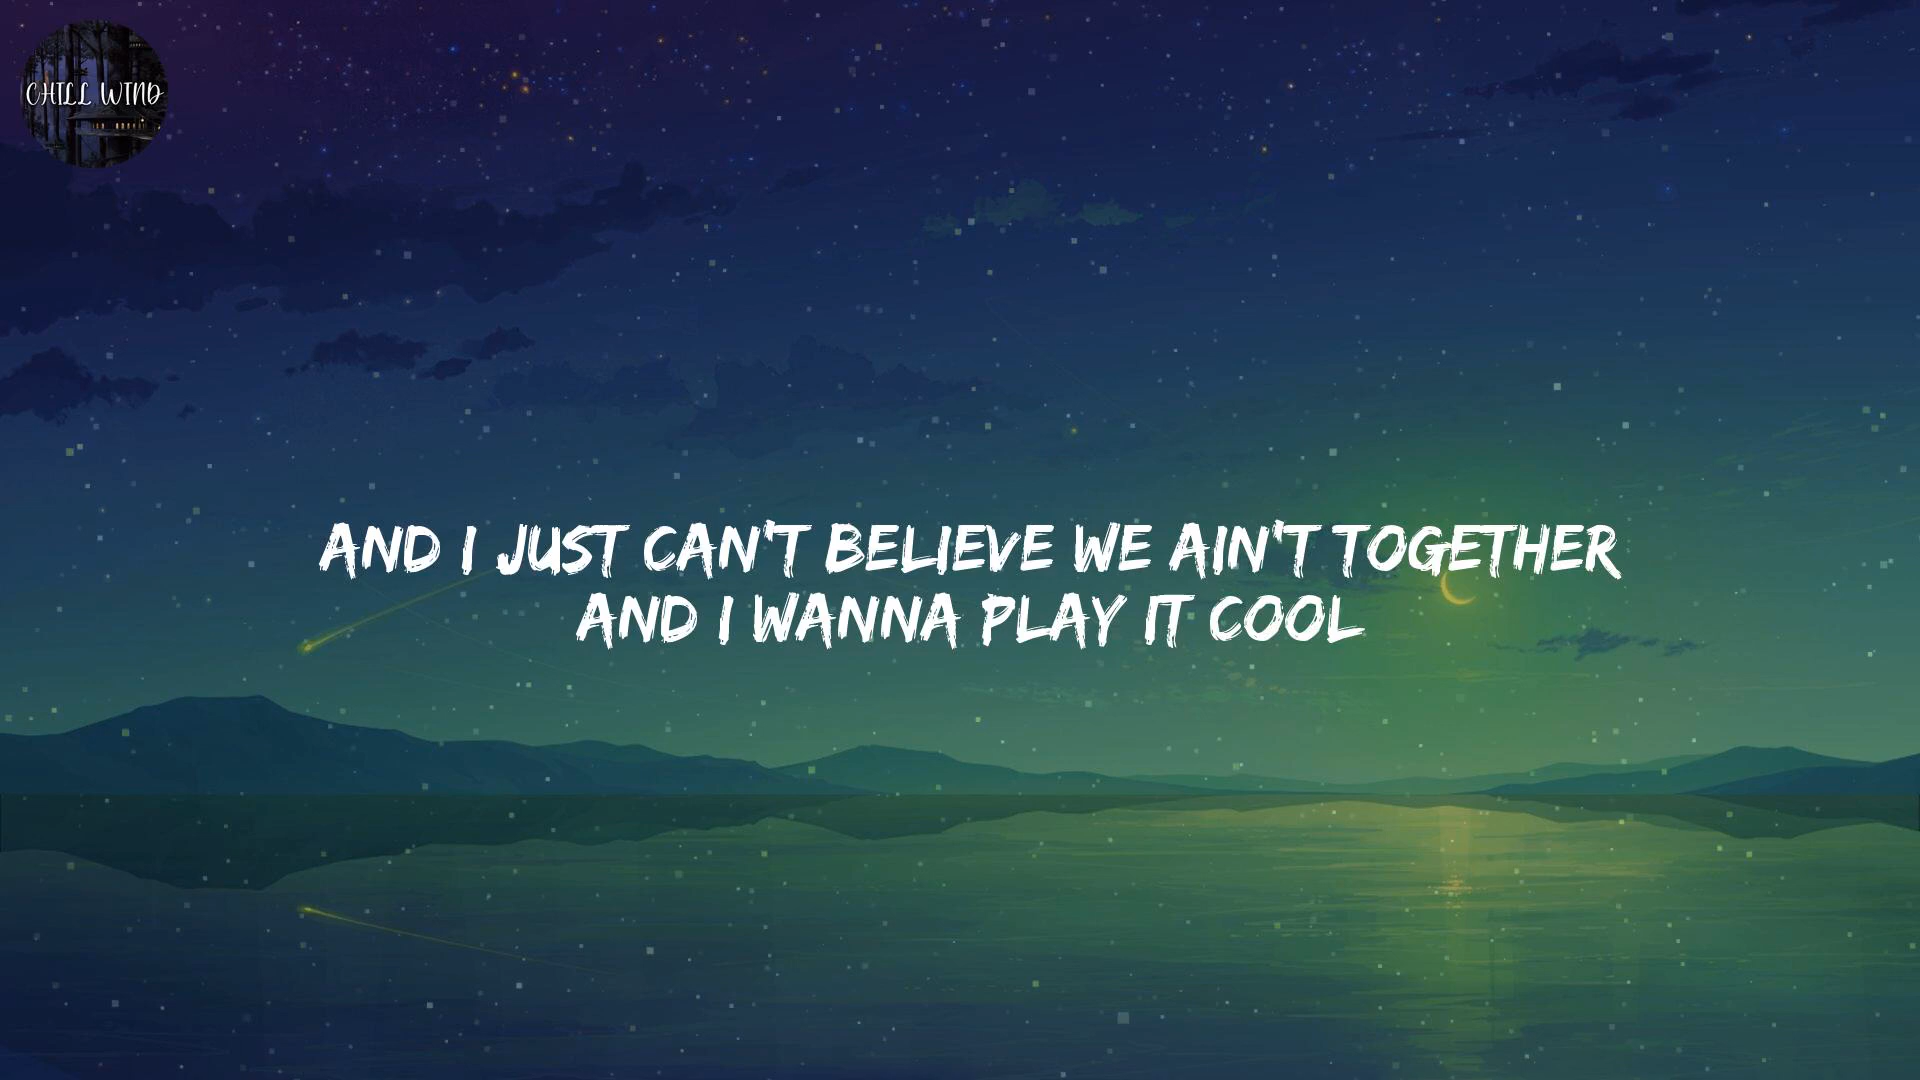 CHILL WIND
AND I JUST CAN'T BELIEVE WE AIN'T TOGETHER
AND I WANNA PLAY IT COOL